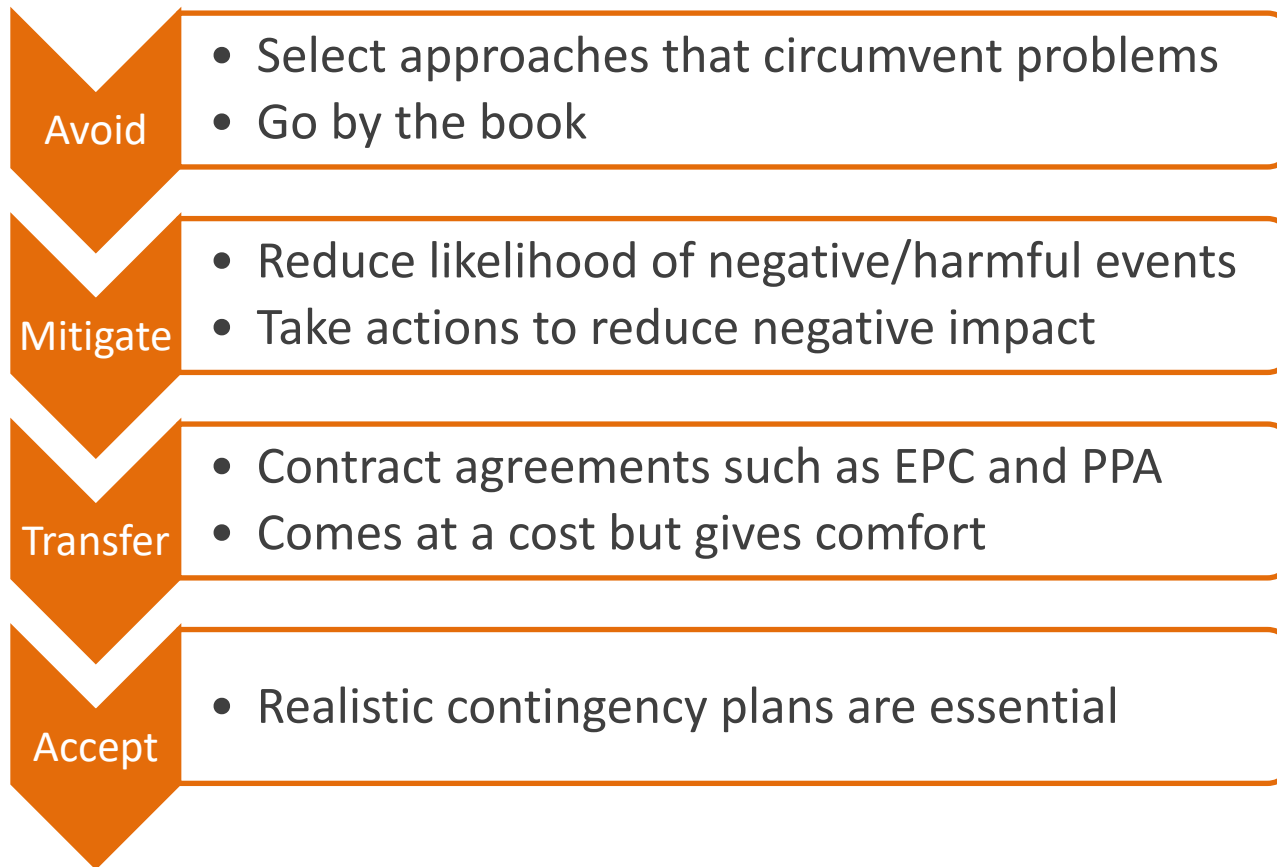 Avoid
• Select approaches that circumvent problems
• Go by the book
Mitigate
• Reduce likelihood of negative/harmful events
• Take actions to reduce negative impact
Transfer
• Contract agreements such as EPC and PPA
• Comes at a cost but gives comfort
Accept
• Realistic contingency plans are essential